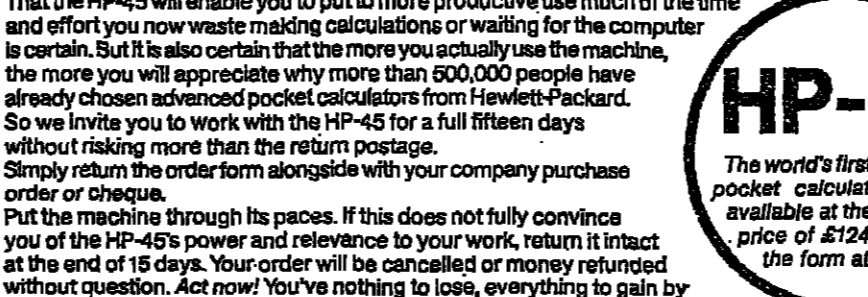 That the HP-45 will enable you to put to more productive use much of the time
and effort you now waste making calculations or waiting for the computer
is certain. But it is also certain that the more you actually use the machine,
the more you will appreciate why more than 500,000 people have
already chosen advanced pocket calculators from Hewlett-Packard.
So we invite you to work with the HP-45 for a full fifteen days
without risking more than the return postage.
Simply return the order form alongside with your company purchase
order or cheque.
Put the machine through its paces. If this does not fully convince
you of the HP-45's power and relevance to your work, return it intact
at the end of 15 days. Your order will be cancelled or money refunded
without question. Act now! You've nothing to lose, everything to gain by
HP-
The world's first
pocket calculat
available at the
price of £124
the form at